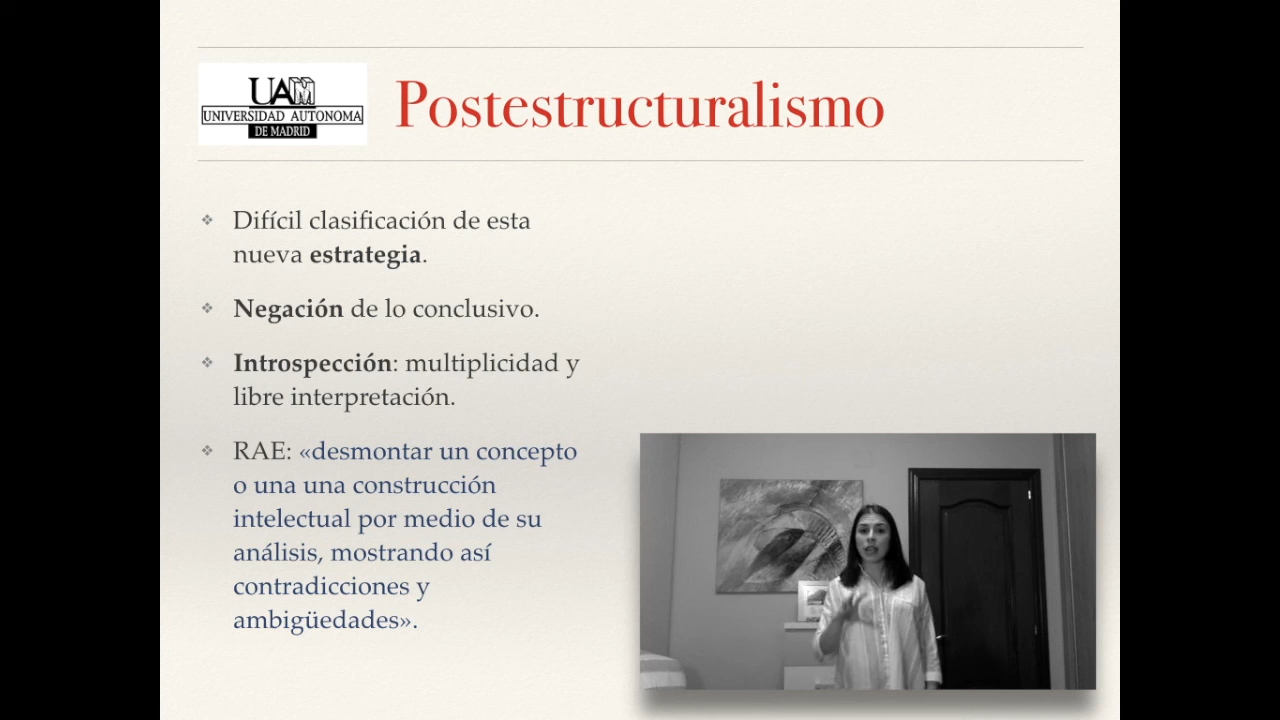 UAM
UNIVERSIDAD AUTONOMA
DE MADRID
Postestructuralismo
Difícil clasificación de esta
nueva estrategia.
Negación de lo conclusivo.
Introspección: multiplicidad y
libre interpretación.
RAE: «desmontar un concepto
o una una construcción
intelectual por medio de su
análisis, mostrando así
contradicciones y
ambigüedades».